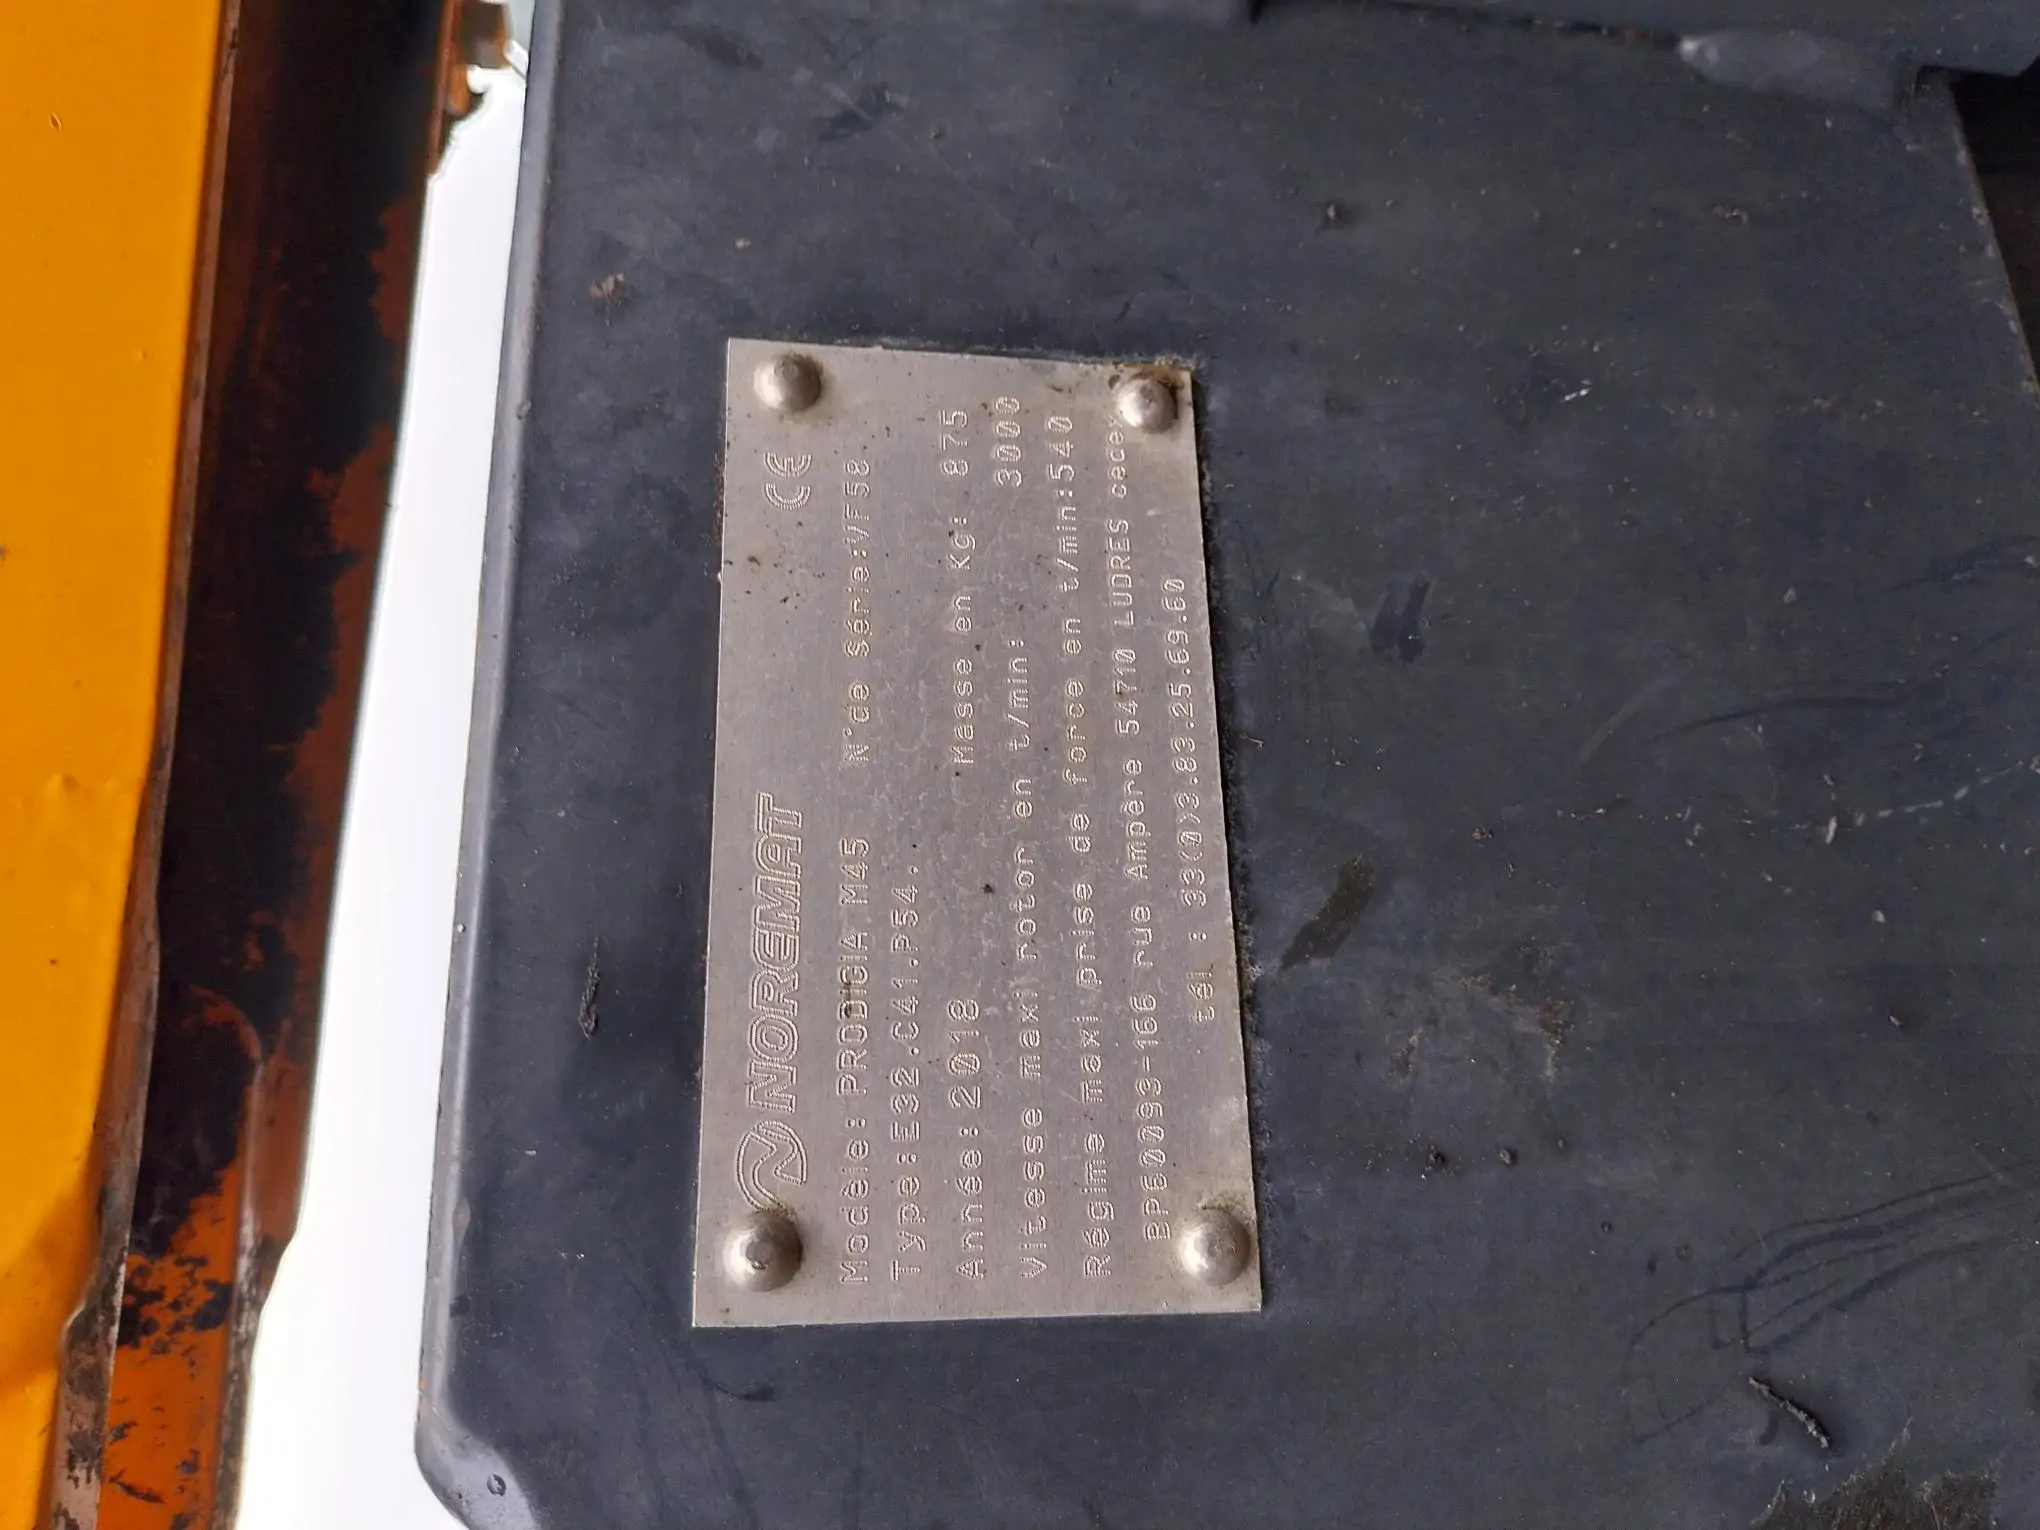 NOREMAT CE
Modèle: PRODIGIA M45 N°de Série:VF58
Type:E32.C41.P54.
Année:2018 Masse en Kg: 875
Vitesse maxi rotor en t/min: 3000
Régime maxi prise de force en t/min:540
BP60093-166 rue Ampère 54710 LUDRES cedex
tél : 33(0)3.83.25.69.60